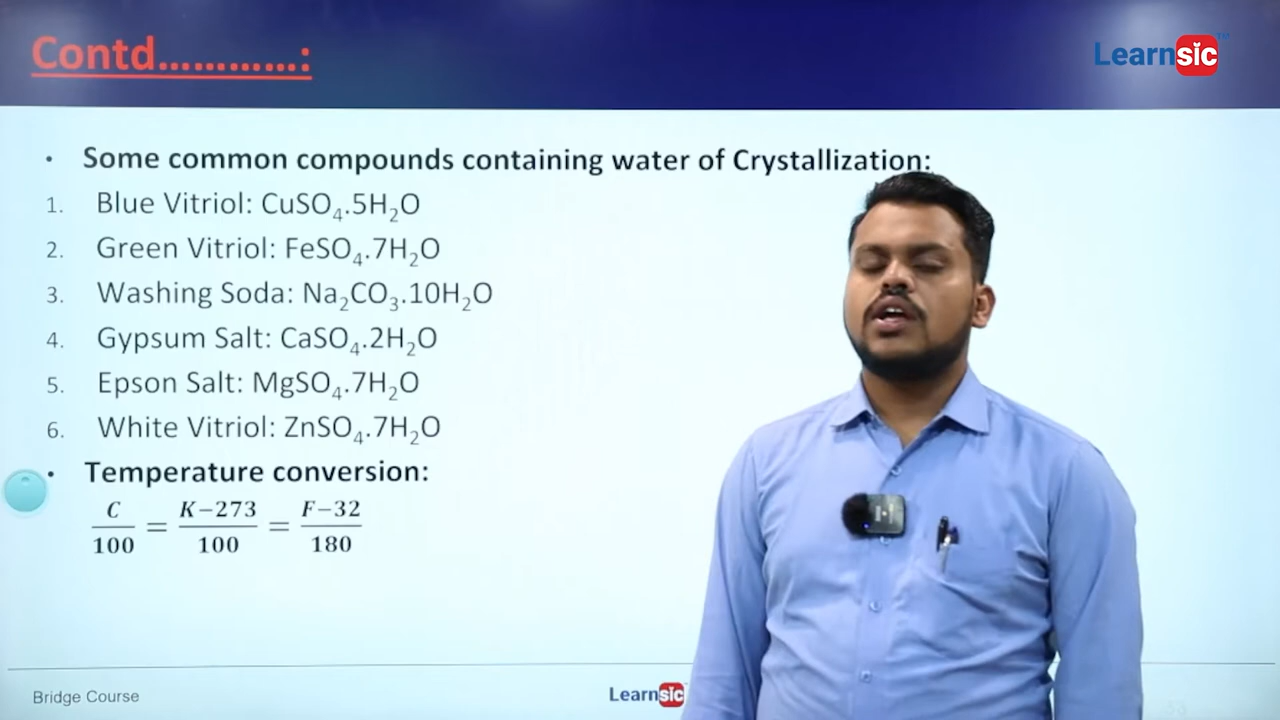 Contd.............:
Learnsic™
• Some common compounds containing water of Crystallization:
1. Blue Vitriol: CuSO₄.5H₂O
2. Green Vitriol: FeSO₄.7H₂O
3. Washing Soda: Na₂CO₃.10H₂O
4. Gypsum Salt: CaSO₄.2H₂O
5. Epson Salt: MgSO₄.7H₂O
6. White Vitriol: ZnSO₄.7H₂O
• Temperature conversion:
C/100 = K−273/100 = F−32/180
Bridge Course
Learnsic